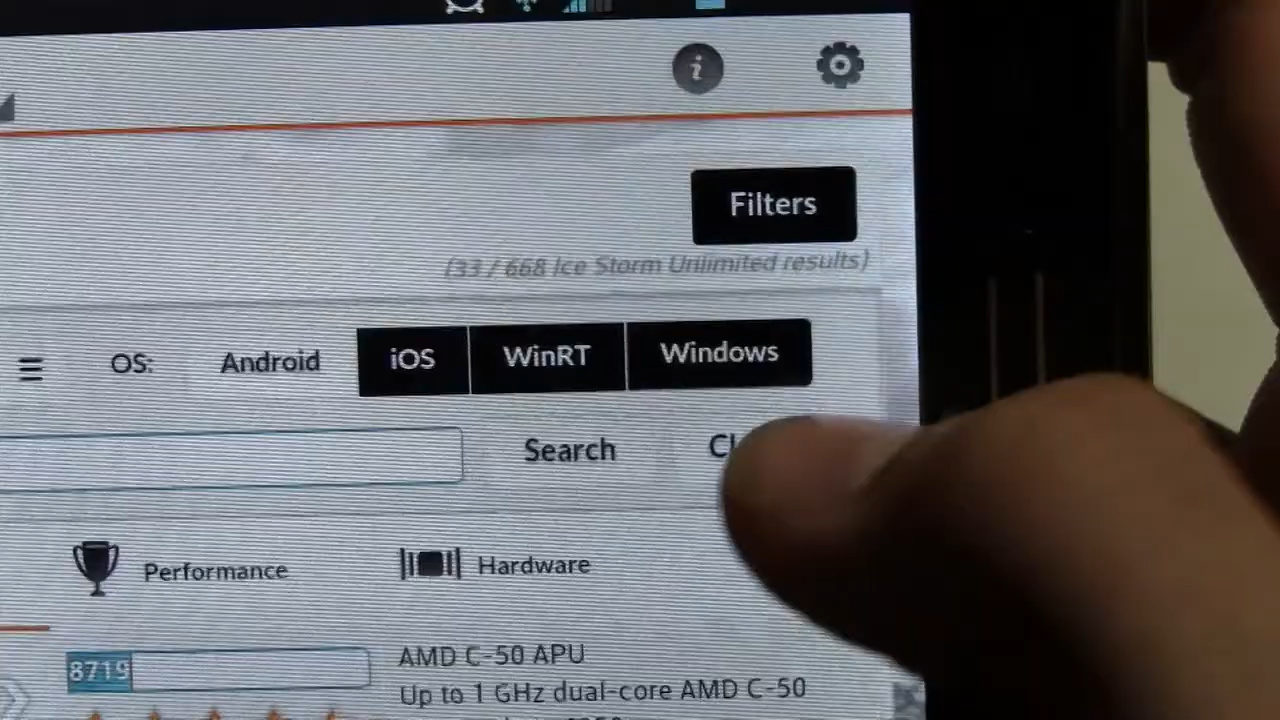 Filters
(33 / 668 Ice Storm Unlimited results)
OS: Android iOS WinRT Windows
Search
Performance Hardware
8719 AMD C-50 APU
Up to 1 GHz dual-core AMD C-50